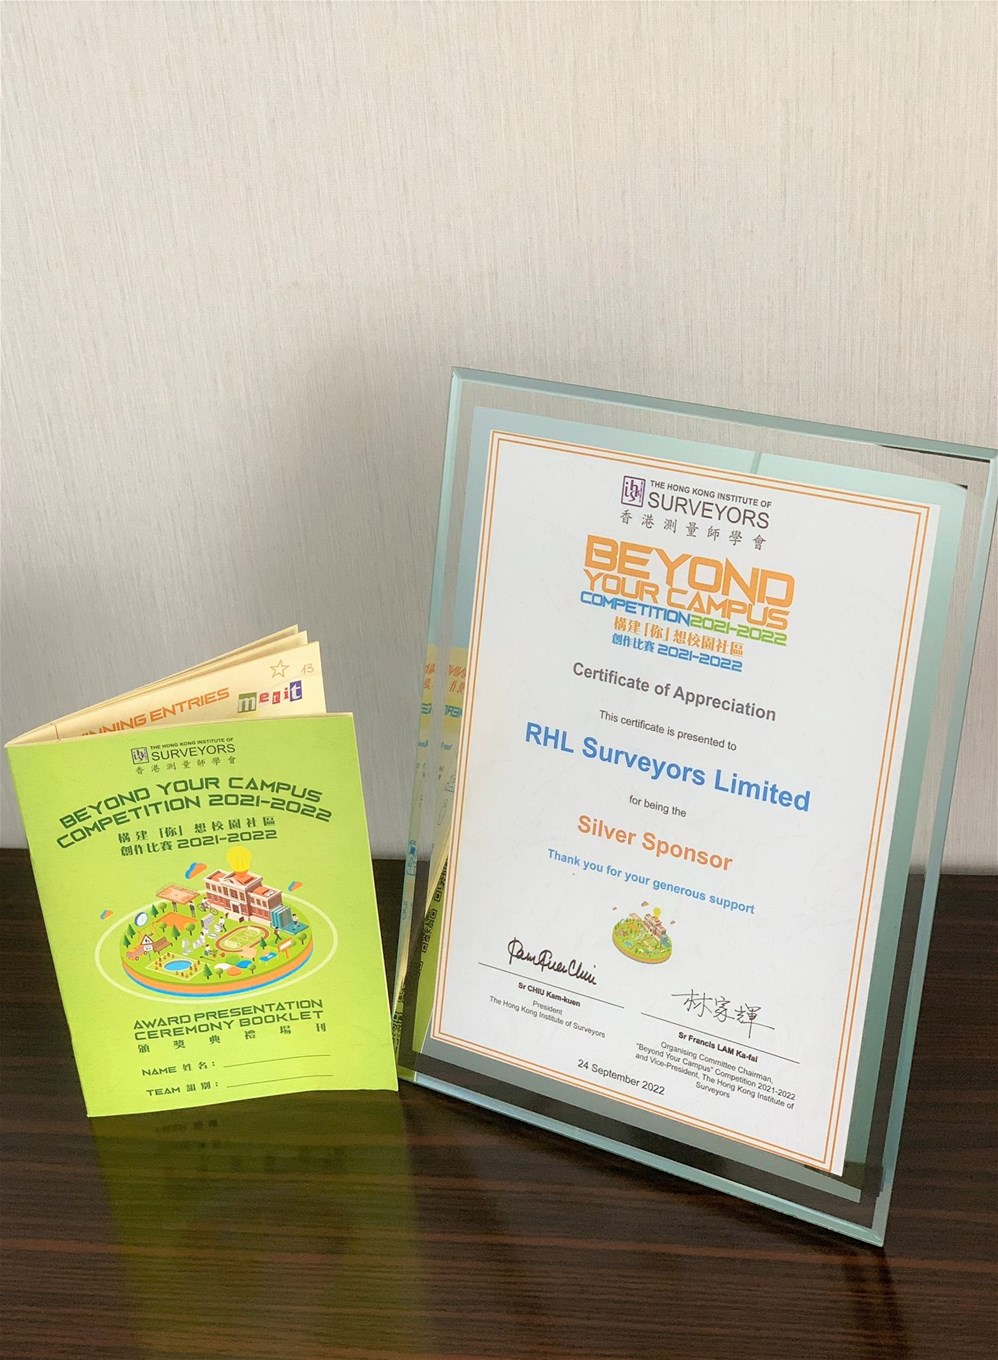 WINNING ENTRIES
merit
THE HONG KONG INSTITUTE OF
SURVEYORS
香港測量師學會
BEYOND YOUR CAMPUS
COMPETITION 2021-2022
構建「你」想校園社區
創作比賽 2021-2022
AWARD PRESENTATION
CEREMONY BOOKLET
頒獎典禮場刊
NAME 姓名:
TEAM 組別:
THE HONG KONG INSTITUTE OF
SURVEYORS
香港測量師學會
BEYOND
YOUR CAMPUS
COMPETITION2021-2022
構建「你」想校園社區
創作比賽 2021-2022
Certificate of Appreciation
This certificate is presented to
RHL Surveyors Limited
for being the
Silver Sponsor
Thank you for your generous support
Sr CHIU Kam-kuen
President
The Hong Kong Institute of Surveyors
林家輝
Sr Francis LAM Ka-fai
Organising Committee Chairman,
"Beyond Your Campus" Competition 2021-2022
and Vice-President, The Hong Kong Institute of
Surveyors
24 September 2022